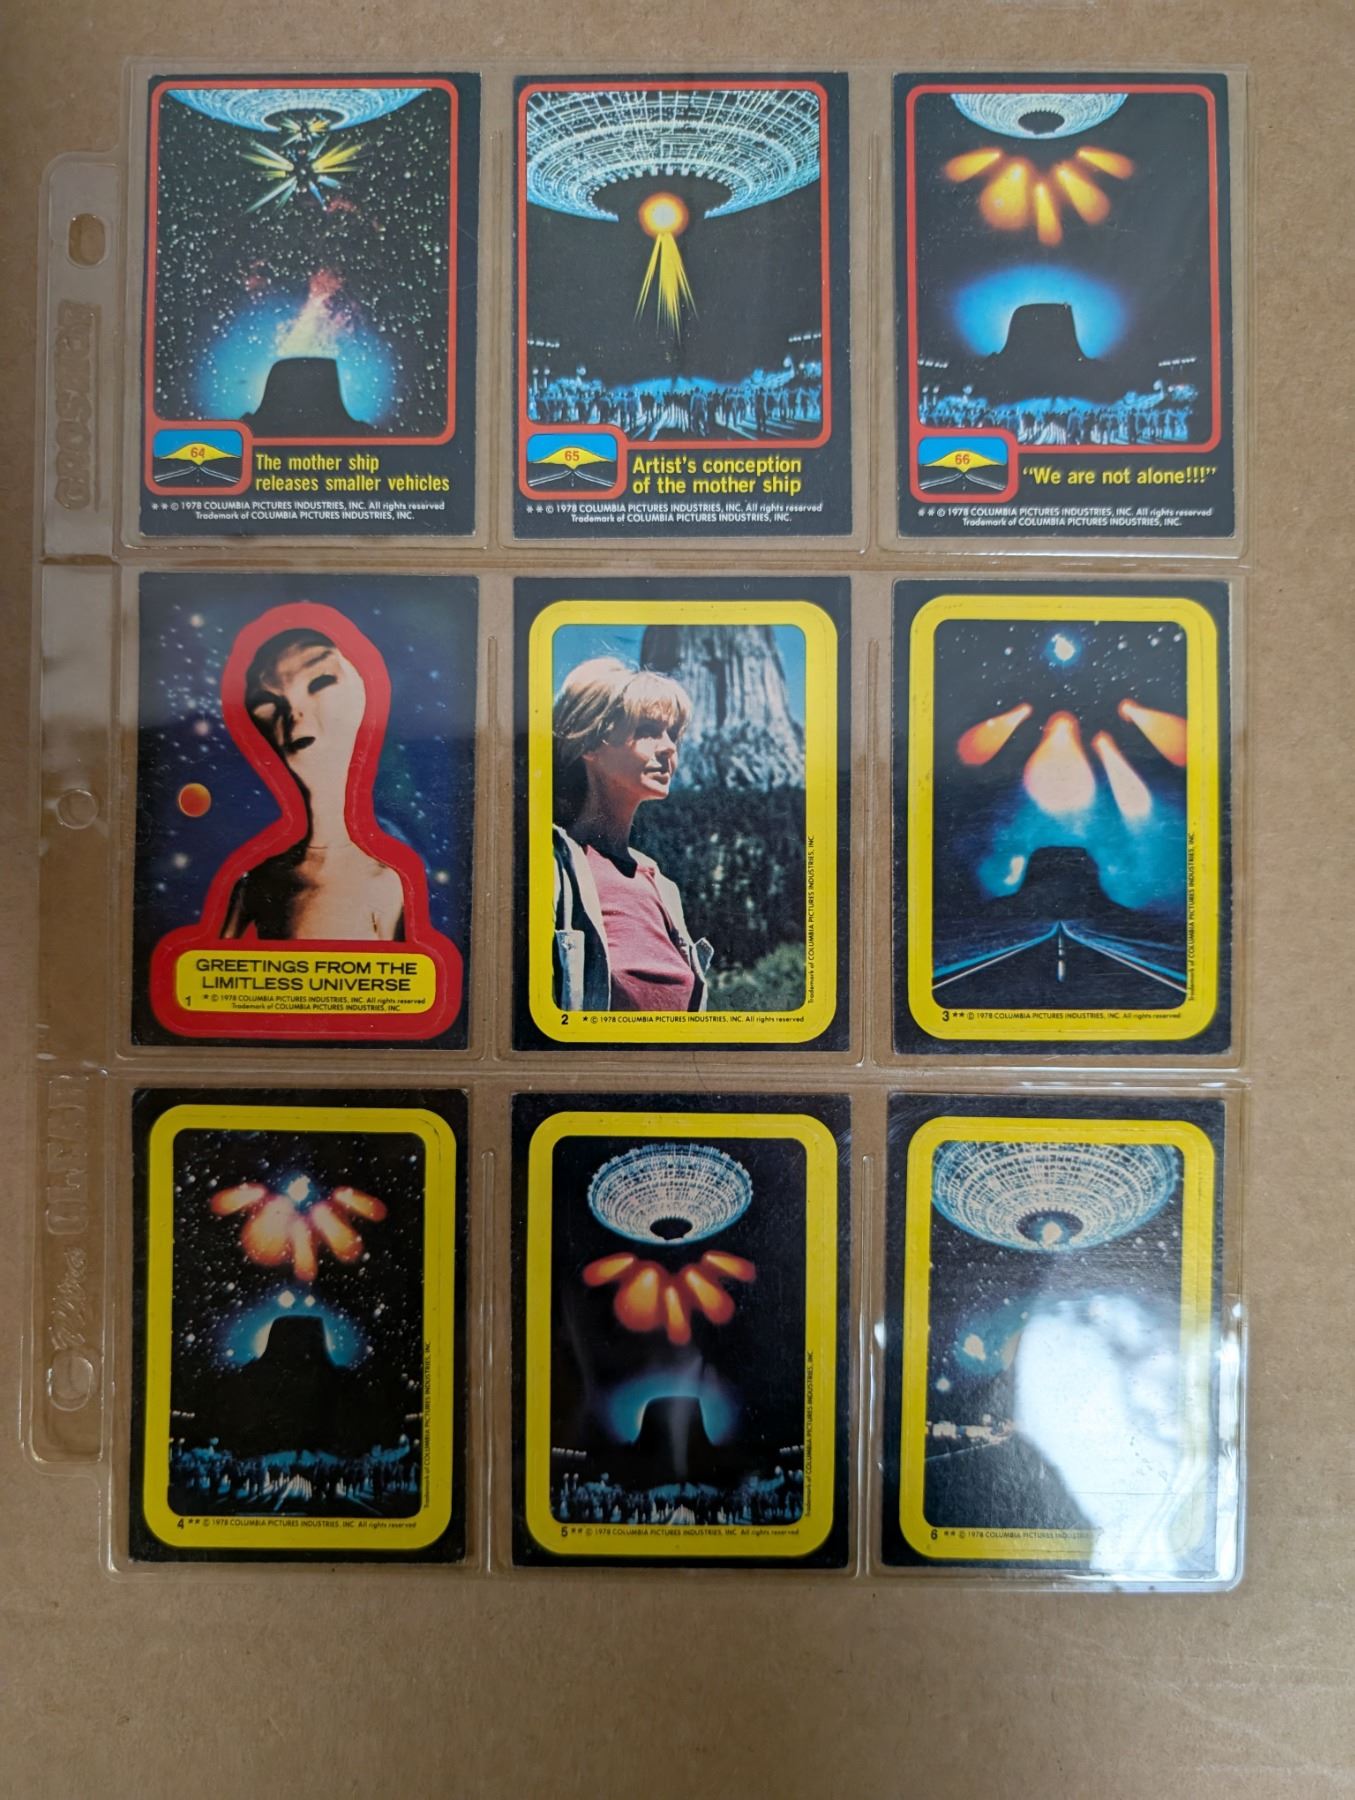 64
The mother ship
releases smaller vehicles
** © 1978 COLUMBIA PICTURES INDUSTRIES, INC. All rights reserved
Trademark of COLUMBIA PICTURES INDUSTRIES, INC.
65
Artist's conception
of the mother ship
** © 1978 COLUMBIA PICTURES INDUSTRIES, INC. All rights reserved
Trademark of COLUMBIA PICTURES INDUSTRIES, INC.
66
"We are not alone!!!"
** © 1978 COLUMBIA PICTURES INDUSTRIES, INC. All rights reserved
Trademark of COLUMBIA PICTURES INDUSTRIES, INC.
GREETINGS FROM THE
LIMITLESS UNIVERSE
1 * © 1978 COLUMBIA PICTURES INDUSTRIES, INC. All rights reserved
Trademark of COLUMBIA PICTURES INDUSTRIES, INC.
Trademark of COLUMBIA PICTURES INDUSTRIES, INC.
2 * © 1978 COLUMBIA PICTURES INDUSTRIES, INC. All rights reserved
Trademark of COLUMBIA PICTURES INDUSTRIES, INC.
3 ** © 1978 COLUMBIA PICTURES INDUSTRIES, INC. All rights reserved
Trademark of COLUMBIA PICTURES INDUSTRIES, INC.
4 ** © 1978 COLUMBIA PICTURES INDUSTRIES, INC. All rights reserved
Trademark of COLUMBIA PICTURES INDUSTRIES, INC.
5 ** © 1978 COLUMBIA PICTURES INDUSTRIES, INC. All rights reserved
6 ** © 1978 COLUMBIA PICTURES INDUSTRIES, INC.